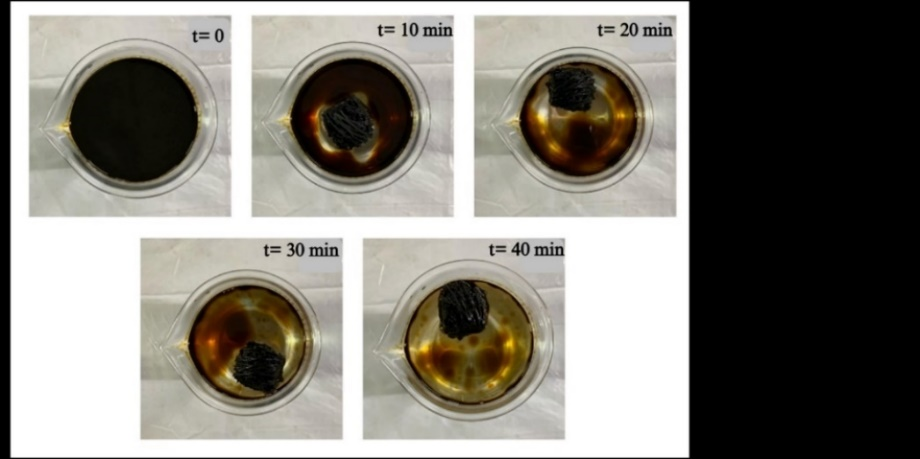 t= 0
t= 10 min
t= 20 min
t= 30 min
t= 40 min